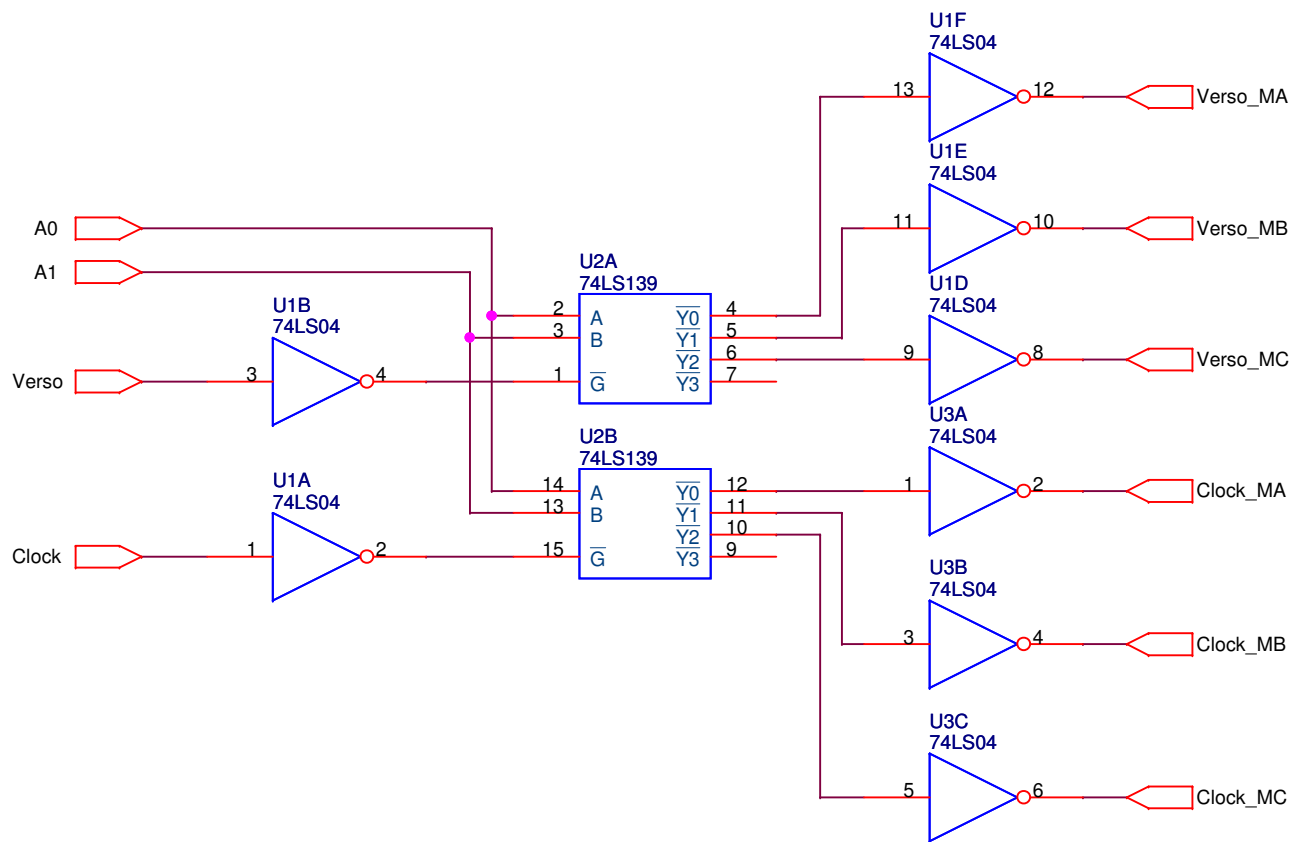 U1F
74LS04
13
12
Verso_MA
U1E
74LS04
11
10
Verso_MB
A0
A1
U2A
74LS139
2
A
Y0
4
3
B
Y1
5
Y2
6
1
G
Y3
7
U1D
74LS04
9
8
Verso_MC
U1B
74LS04
Verso
3
4
U2B
74LS139
14
A
Y0
12
13
B
Y1
11
Y2
10
15
G
Y3
9
U3A
74LS04
1
2
Clock_MA
U1A
74LS04
Clock
1
2
U3B
74LS04
3
4
Clock_MB
U3C
74LS04
5
6
Clock_MC